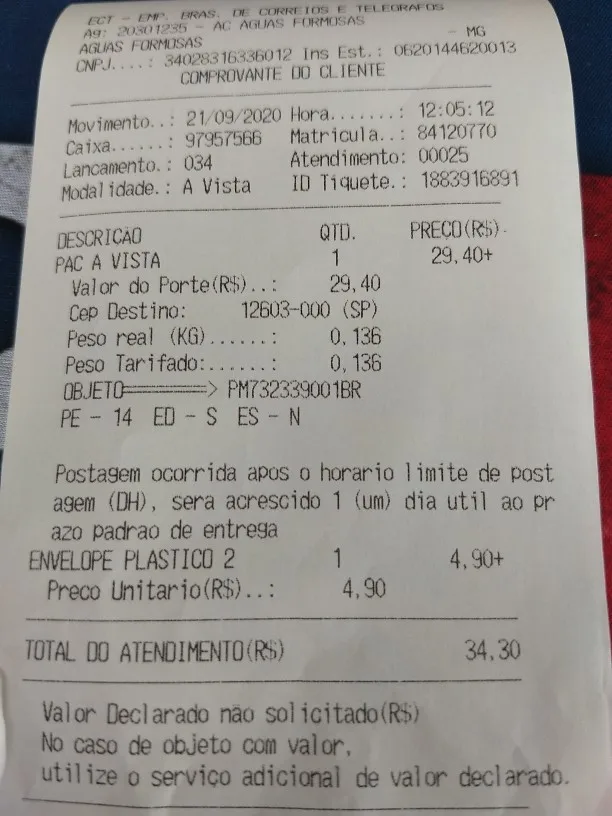 ECT - EMP. BRAS. DE CORREIOS E TELEGRAFOS
Ag: 20301235 - AC AGUAS FORMOSAS
AGUAS FORMOSAS - MG
CNPJ....: 34028316336012 Ins Est.: 0620144620013
COMPROVANTE DO CLIENTE
Movimento..: 21/09/2020 Hora.......: 12:05:12
Caixa......: 97957566 Matricula..: 84120770
Lancamento.: 034 Atendimento: 00025
Modalidade.: A Vista ID Tiquete.: 1883916891
DESCRICAO QTD. PREÇO(R$)
PAC A VISTA 1 29,40+
Valor do Porte(R$)..: 29,40
Cep Destino: 12603-000 (SP)
Peso real (KG)......: 0,136
Peso Tarifado:......: 0,136
OBJETO==========> PM732339001BR
PE - 14 ED - S ES - N
Postagem ocorrida apos o horario limite de post
agem (DH), sera acrescido 1 (um) dia util ao pr
azo padrao de entrega
ENVELOPE PLASTICO 2 1 4,90+
Preco Unitario(R$)..: 4,90
TOTAL DO ATENDIMENTO(R$) 34,30
Valor Declarado não solicitado(R$)
No caso de objeto com valor,
utilize o serviço adicional de valor declarado.